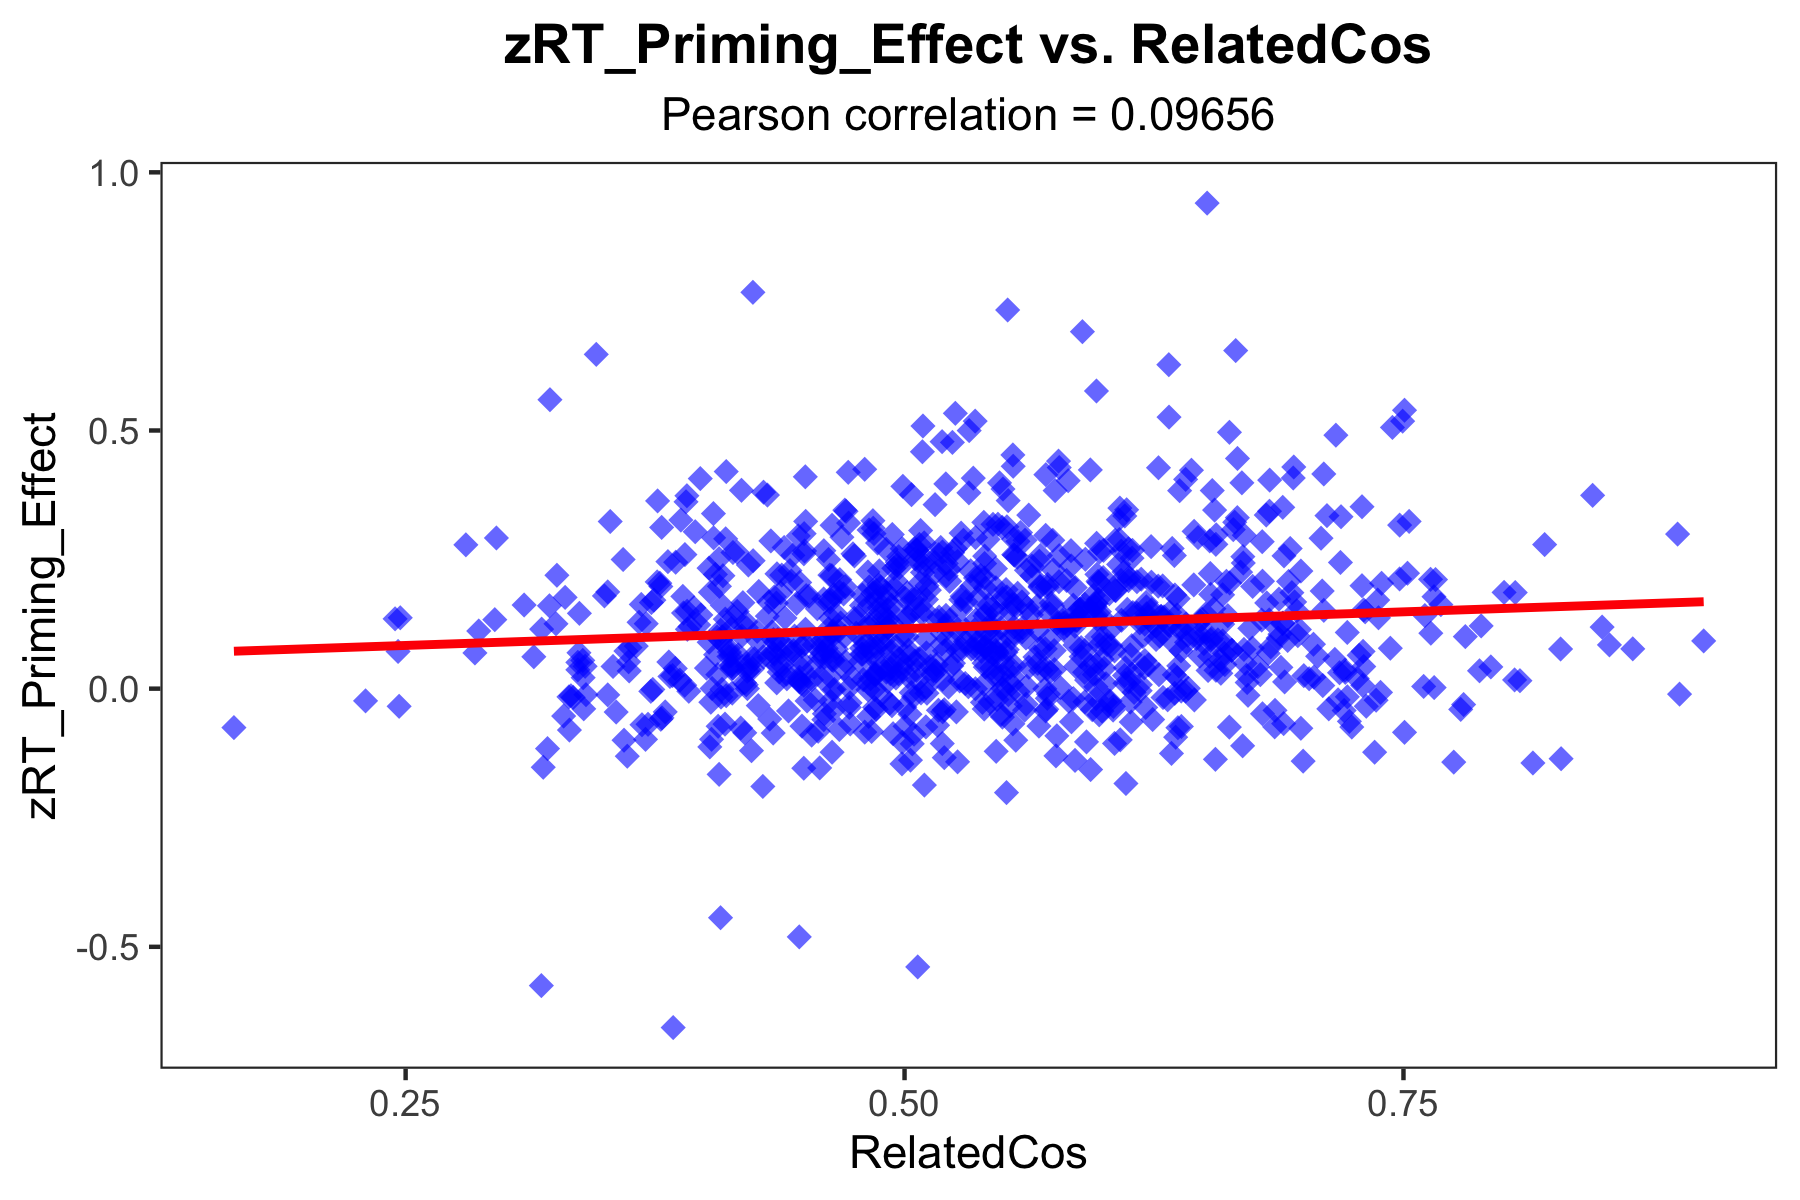 zRT_Priming_Effect vs. RelatedCos
Pearson correlation = 0.09656
1.0
0.5
0.0
-0.5
zRT_Priming_Effect
0.25
0.50
0.75
RelatedCos